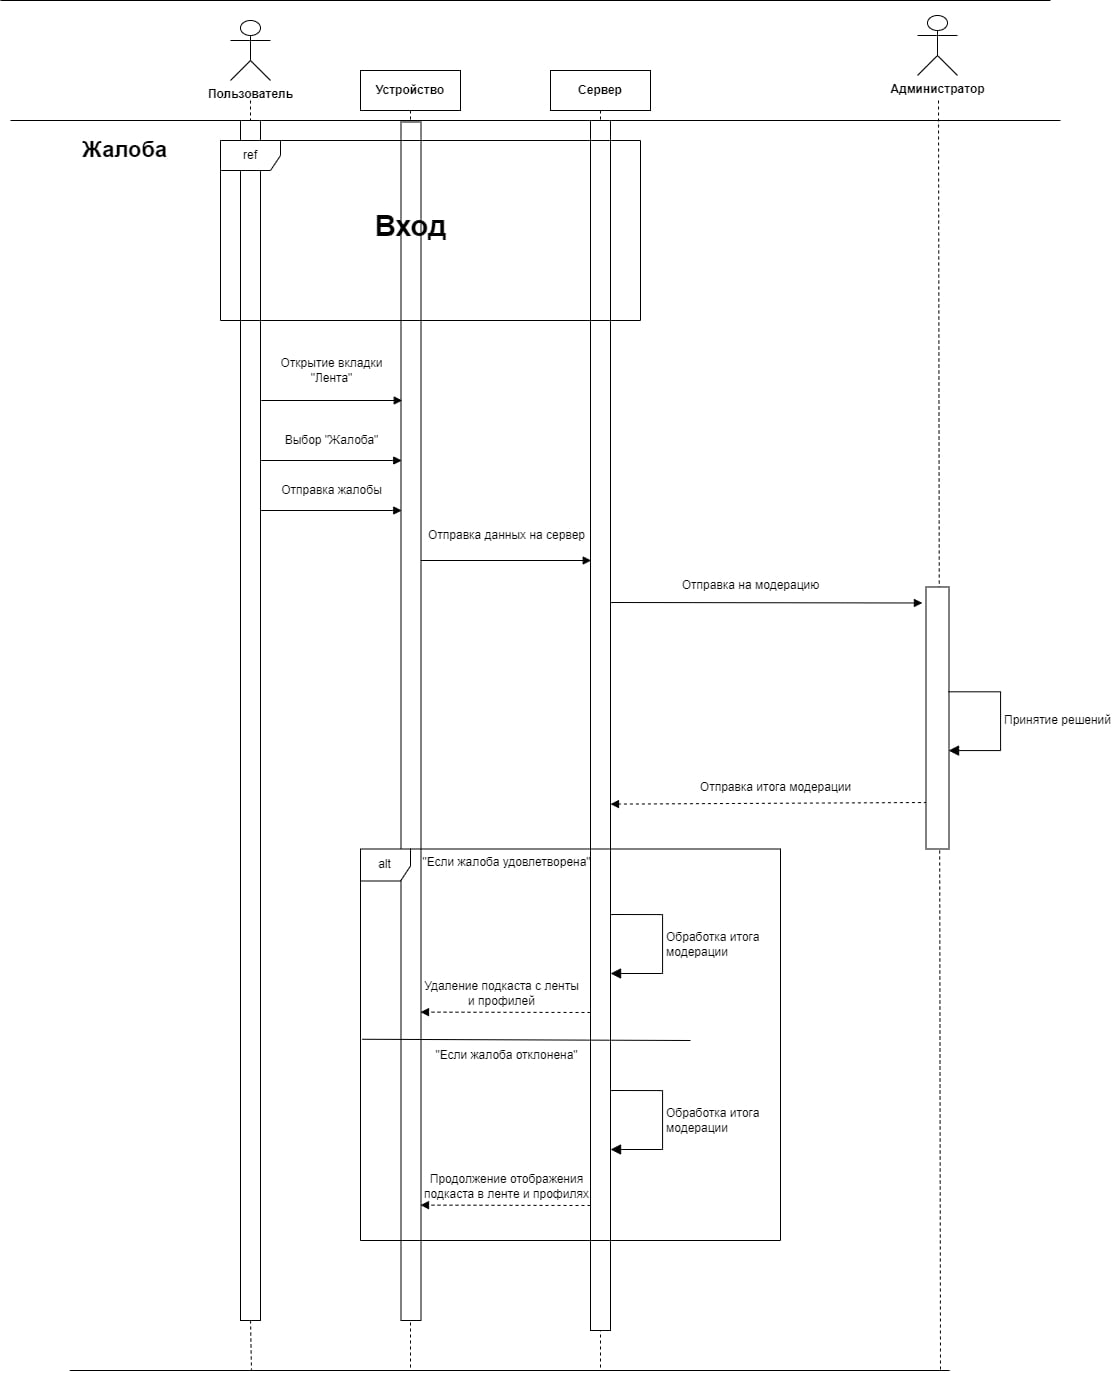 Пользователь
Устройство
Сервер
Администратор
Жалоба
ref
Вход
Открытие вкладки
"Лента"
Выбор "Жалоба"
Отправка жалобы
Отправка данных на сервер
Отправка на модерацию
Принятие решений
Отправка итога модерации
alt
"Если жалоба удовлетворена"
Обработка итога
модерации
Удаление подкаста с ленты
и профилей
"Если жалоба отклонена"
Обработка итога
модерации
Продолжение отображения
подкаста в ленте и профилях